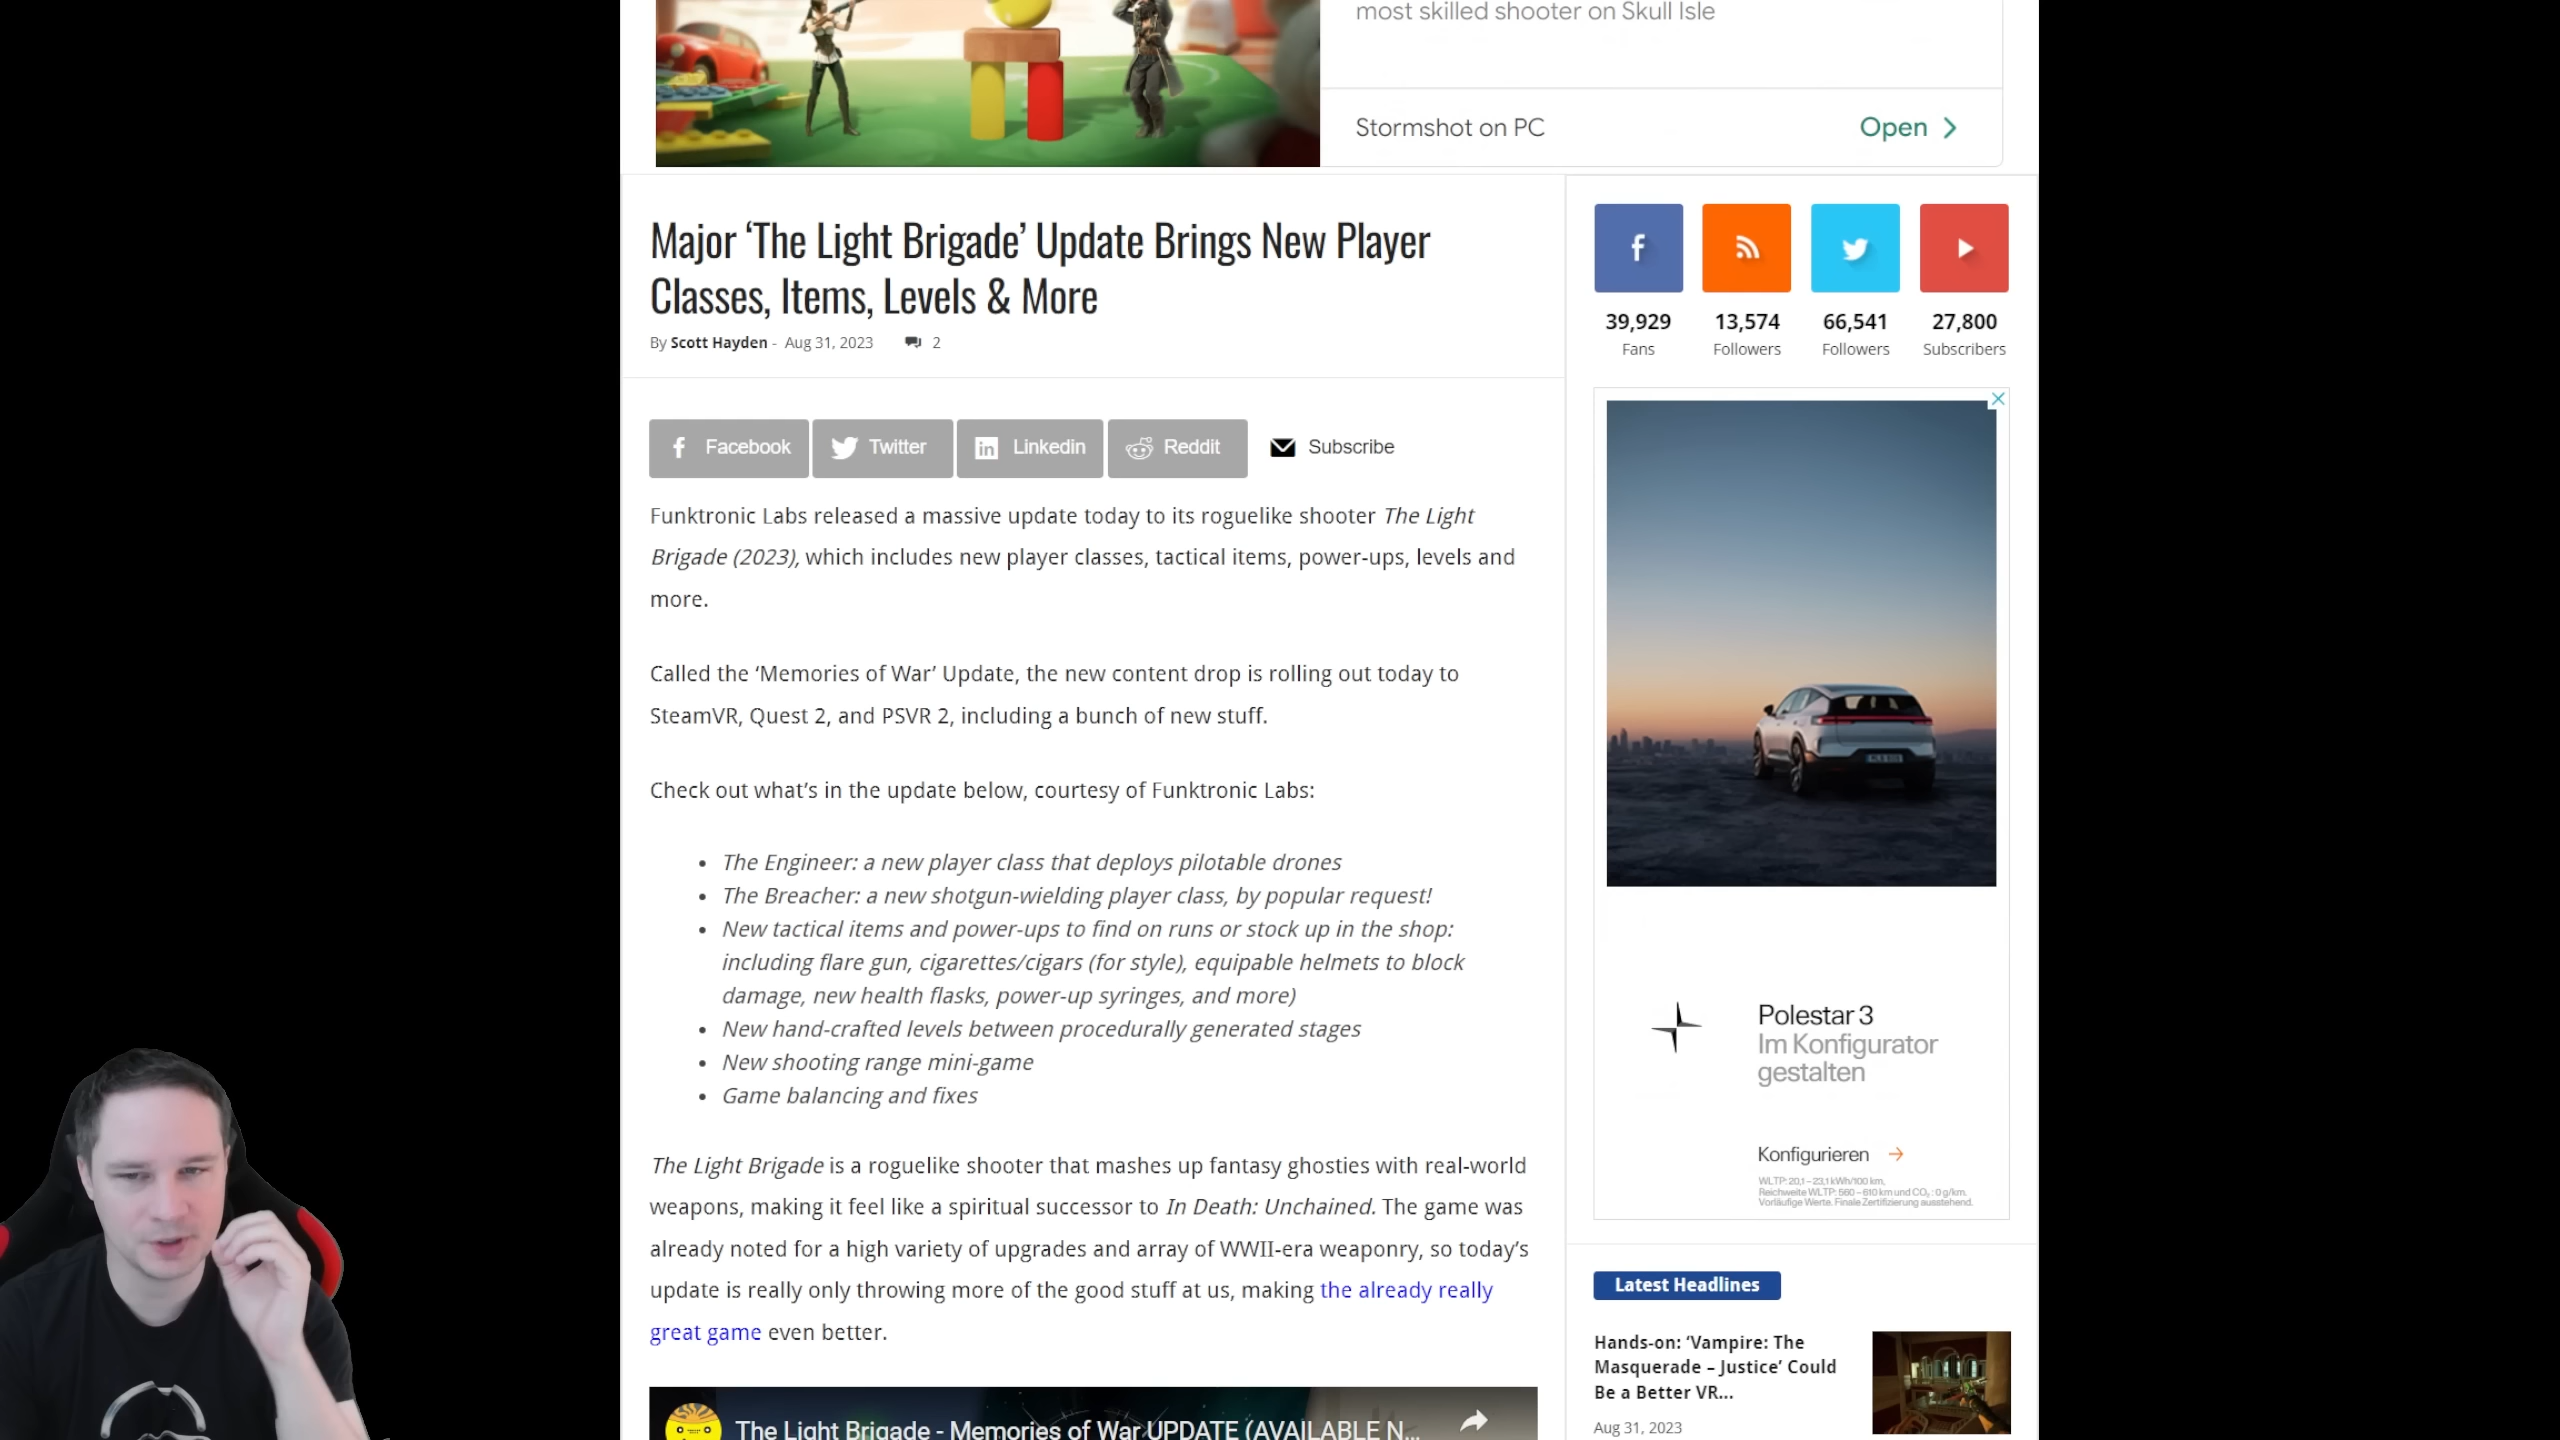 most skilled shooter on Skull Isle
Stormshot on PC
Open
Major ‘The Light Brigade’ Update Brings New Player
Classes, Items, Levels & More
By Scott Hayden - Aug 31, 2023 2
Facebook
Twitter
Linkedin
Reddit
Subscribe
Funktronic Labs released a massive update today to its roguelike shooter The Light
Brigade (2023), which includes new player classes, tactical items, power-ups, levels and
more.
Called the ‘Memories of War’ Update, the new content drop is rolling out today to
SteamVR, Quest 2, and PSVR 2, including a bunch of new stuff.
Check out what’s in the update below, courtesy of Funktronic Labs:
• The Engineer: a new player class that deploys pilotable drones
• The Breacher: a new shotgun-wielding player class, by popular request!
• New tactical items and power-ups to find on runs or stock up in the shop:
including flare gun, cigarettes/cigars (for style), equipable helmets to block
damage, new health flasks, power-up syringes, and more)
• New hand-crafted levels between procedurally generated stages
• New shooting range mini-game
• Game balancing and fixes
The Light Brigade is a roguelike shooter that mashes up fantasy ghosties with real-world
weapons, making it feel like a spiritual successor to In Death: Unchained. The game was
already noted for a high variety of upgrades and array of WWII-era weaponry, so today’s
update is really only throwing more of the good stuff at us, making the already really
great game even better.
The Light Brigade - Memories of War UPDATE (AVAILABLE N...
39,929
Fans
13,574
Followers
66,541
Followers
27,800
Subscribers
Polestar 3
Im Konfigurator
gestalten
Konfigurieren
WLTP: 20,1 – 23,1 kWh/100 km,
Reichweite WLTP: 560 – 610 km und CO₂ : 0 g/km.
Vorläufige Werte. Finale Zertifizierung ausstehend.
Latest Headlines
Hands-on: ‘Vampire: The
Masquerade – Justice’ Could
Be a Better VR...
Aug 31, 2023